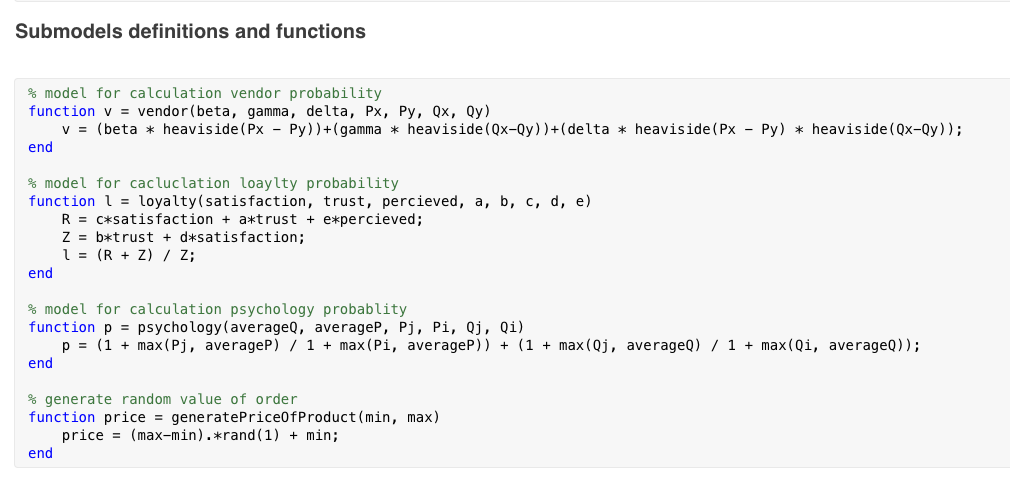 Submodels definitions and functions
% model for calculation vendor probability
function v = vendor(beta, gamma, delta, Px, Py, Qx, Qy)
    v = (beta * heaviside(Px - Py))+(gamma * heaviside(Qx-Qy))+(delta * heaviside(Px - Py) * heaviside(Qx-Qy));
end
% model for cacluclation loaylty probability
function l = loyalty(satisfaction, trust, percieved, a, b, c, d, e)
    R = c*satisfaction + a*trust + e*percieved;
    Z = b*trust + d*satisfaction;
    l = (R + Z) / Z;
end
% model for calculation psychology probablity
function p = psychology(averageQ, averageP, Pj, Pi, Qj, Qi)
    p = (1 + max(Pj, averageP) / 1 + max(Pi, averageP)) + (1 + max(Qj, averageQ) / 1 + max(Qi, averageQ));
end
% generate random value of order
function price = generatePriceOfProduct(min, max)
    price = (max-min).*rand(1) + min;
end